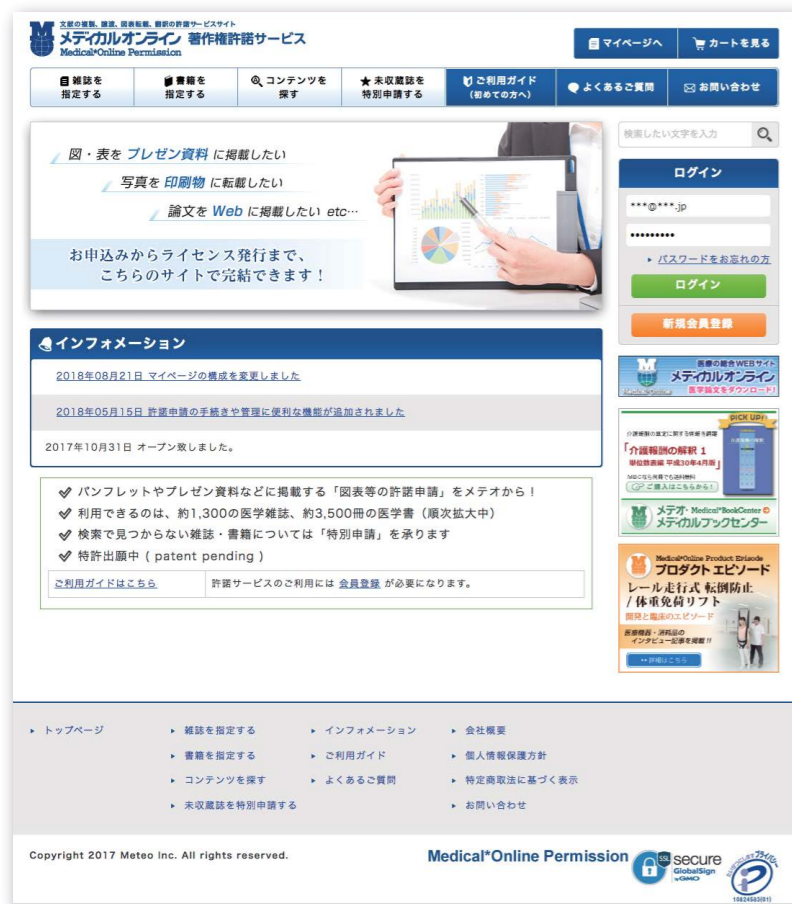 文献の複製、譲渡、図表転載、翻訳の許諾サービスサイト
メディカルオンライン 著作権許諾サービス
Medical*Online Permission
マイページへ
カートを見る
雑誌を
指定する
書籍を
指定する
コンテンツを
探す
★未収蔵誌を
特別申請する
ご利用ガイド
(初めての方へ)
よくあるご質問
お問い合わせ
図・表を プレゼン資料 に掲載したい
写真を 印刷物 に転載したい
論文を Web に掲載したい etc…
お申込みからライセンス発行まで、
こちらのサイトで完結できます！
検索したい文字を入力
ログイン
***@***.jp
•••••••••
パスワードをお忘れの方
ログイン
新規会員登録
インフォメーション
2018年08月21日 マイページの構成を変更しました
2018年05月15日 許諾申請の手続きや管理に便利な機能が追加されました
2017年10月31日 オープン致しました。
パンフレットやプレゼン資料などに掲載する「図表等の許諾申請」をメテオから！
利用できるのは、約1,300の医学雑誌、約3,500冊の医学書（順次拡大中）
検索で見つからない雑誌・書籍については「特別申請」を承ります
特許出願中 ( patent pending )
ご利用ガイドはこちら
許諾サービスのご利用には 会員登録 が必要になります。
医療の総合WEBサイト
メディカルオンライン
医学論文をダウンロード!
PICK UP!
「介護報酬の解釈 1
単位数表編 平成30年4月版」
ご購入はこちらから!
メテオ・Medical*BookCenter
メディカルブックセンター
Medical*Online Product Episode
プロダクト エピソード
レール走行式 転倒防止
/体重免荷リフト
開発と臨床のエピソード
医療機器・消耗品の
インタビュー記事を掲載!!
詳細はこちら
トップページ
雑誌を指定する
書籍を指定する
コンテンツを探す
未収蔵誌を特別申請する
インフォメーション
ご利用ガイド
よくあるご質問
会社概要
個人情報保護方針
特定商取法に基づく表示
お問い合わせ
Copyright 2017 Meteo Inc. All rights reserved.
Medical*Online Permission
SSL
secure
GlobalSign
by GMO
プライバシー
10824583(01)